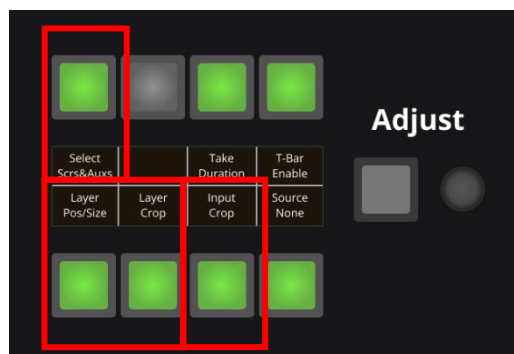 Adjust
Select
Scrs&Auxs
Take
Duration
T-Bar
Enable
Layer
Pos/Size
Layer
Crop
Input
Crop
Source
None